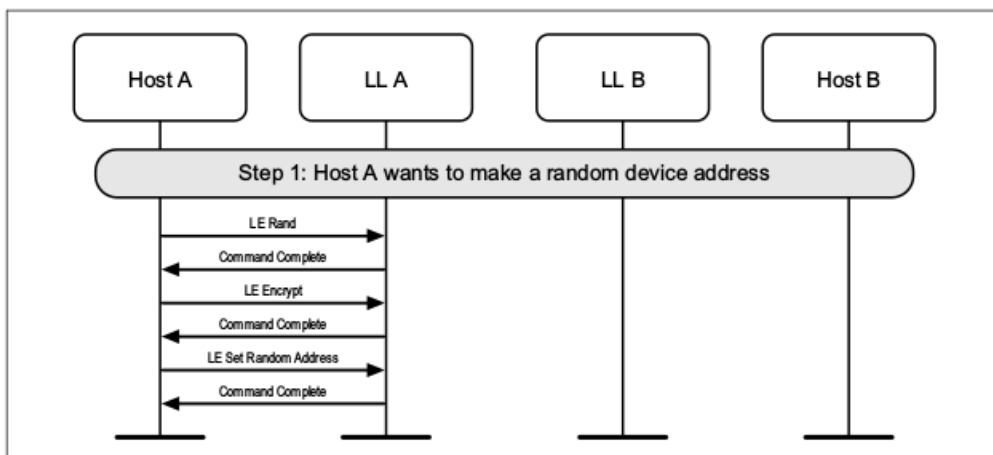 Host A
LL A
LL B
Host B
Step 1: Host A wants to make a random device address
LE Rand
Command Complete
LE Encrypt
Command Complete
LE Set Random Address
Command Complete